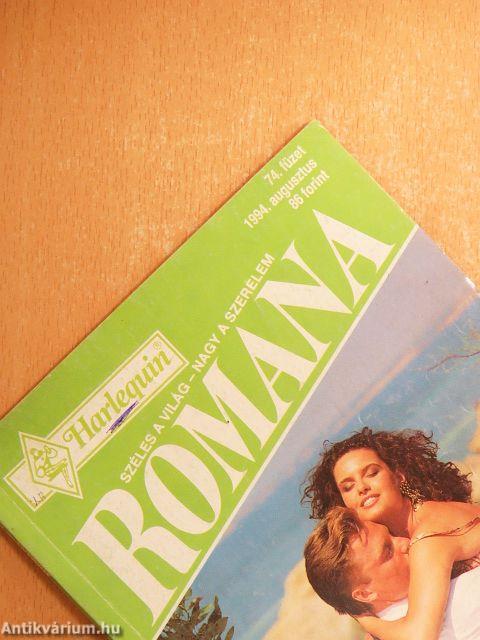 Harlequin®
74. füzet
1994. augusztus
86 forint
SZÉLES A VILÁG – NAGY A SZERELEM
ROMANA
Antikvárium.hu